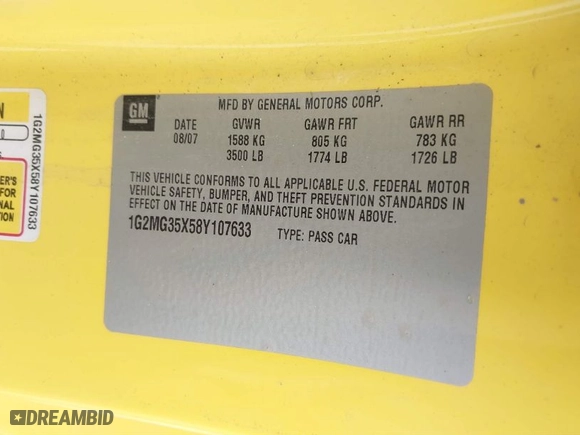 GM
MFD BY GENERAL MOTORS CORP.
DATE GVWR GAWR FRT GAWR RR
08/07 1588 KG 805 KG 783 KG
3500 LB 1774 LB 1726 LB
THIS VEHICLE CONFORMS TO ALL APPLICABLE U.S. FEDERAL MOTOR
VEHICLE SAFETY, BUMPER, AND THEFT PREVENTION STANDARDS IN
EFFECT ON THE DATE OF MANUFACTURE SHOWN ABOVE.
1G2MG35X58Y107633 TYPE: PASS CAR
1G2MG35X58Y107633
FOR
DREAMBID